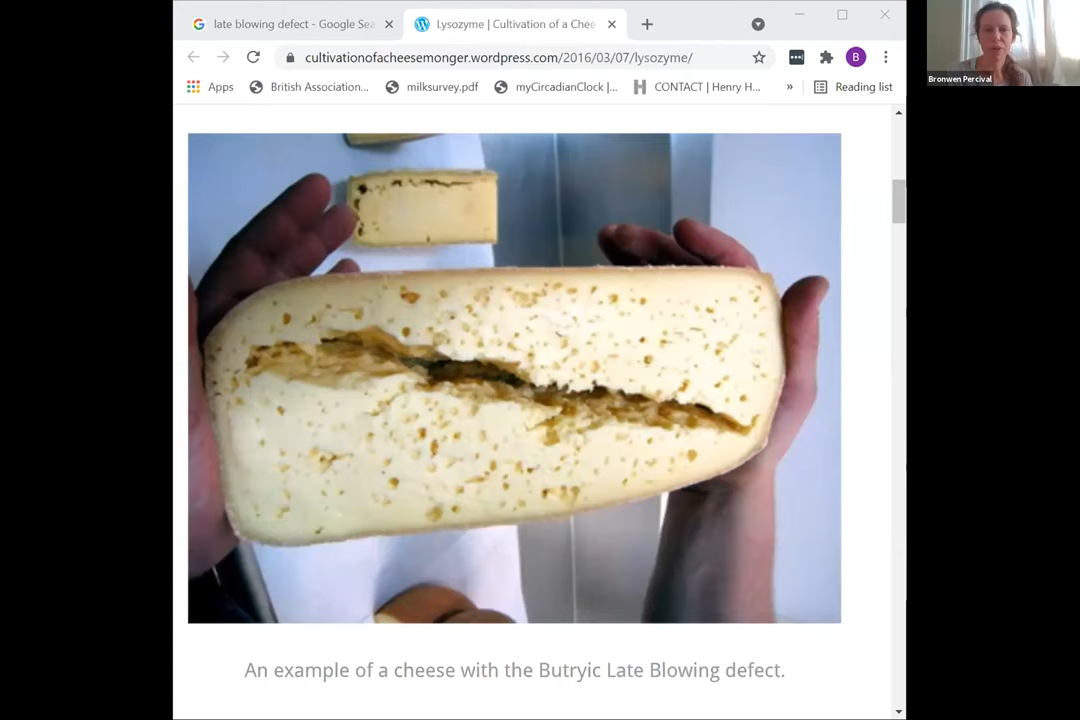 late blowing defect - Google Sea
Lysozyme | Cultivation of a Chee
cultivationofacheesemonger.wordpress.com/2016/03/07/lysozyme/
B
Apps
British Association...
milksurvey.pdf
myCircadianClock |...
CONTACT | Henry H...
»
Reading list
Bronwen Percival
An example of a cheese with the Butryic Late Blowing defect.